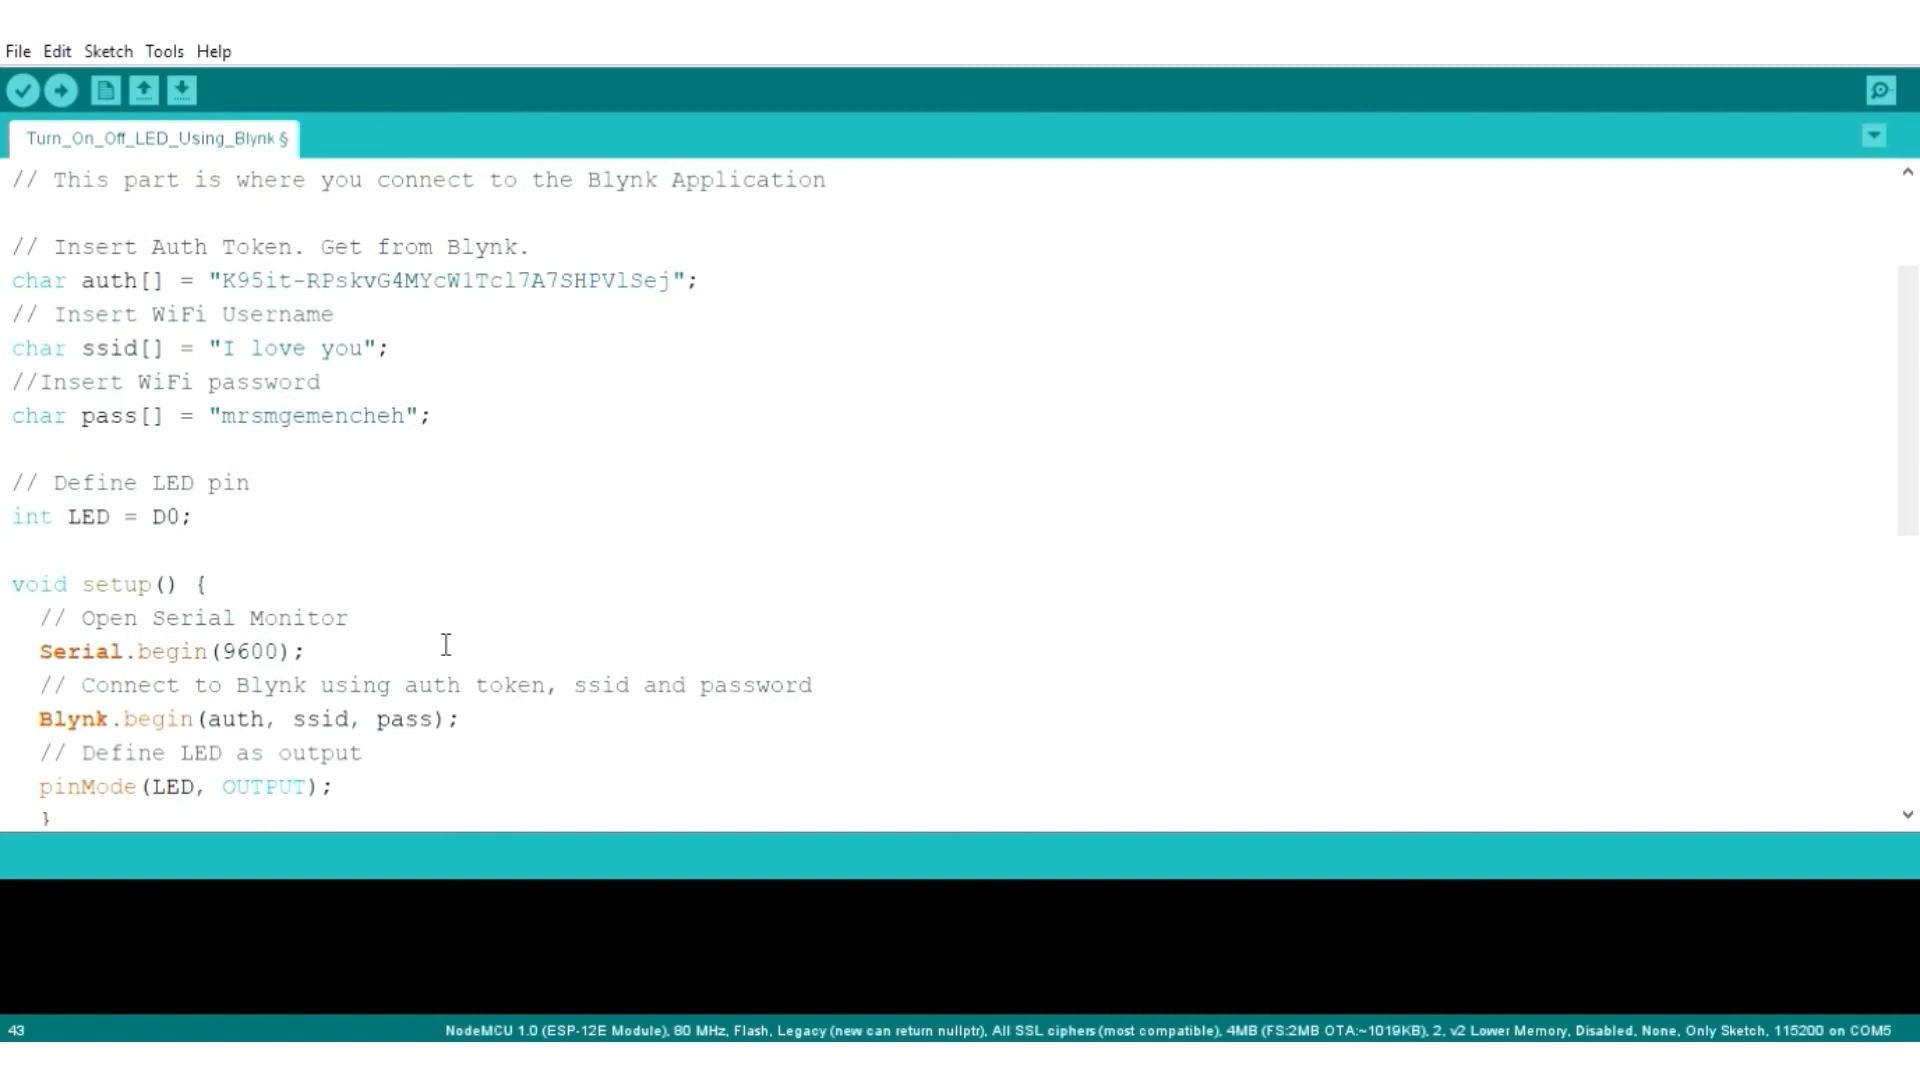 File Edit Sketch Tools Help
Turn_On_Off_LED_Using_Blynk §
// This part is where you connect to the Blynk Application
// Insert Auth Token. Get from Blynk.
char auth[] = "K95it-RPskvG4MYcW1Tcl7A7SHPVlSej";
// Insert WiFi Username
char ssid[] = "I love you";
//Insert WiFi password
char pass[] = "mrsmgemencheh";
// Define LED pin
int LED = D0;
void setup() {
// Open Serial Monitor
Serial.begin(9600);
// Connect to Blynk using auth token, ssid and password
Blynk.begin(auth, ssid, pass);
// Define LED as output
pinMode(LED, OUTPUT);
}
43
NodeMCU 1.0 (ESP-12E Module), 80 MHz, Flash, Legacy (new can return nullptr), All SSL ciphers (most compatible), 4MB (FS:2MB OTA:~1019KB), 2, v2 Lower Memory, Disabled, None, Only Sketch, 115200 on COM5